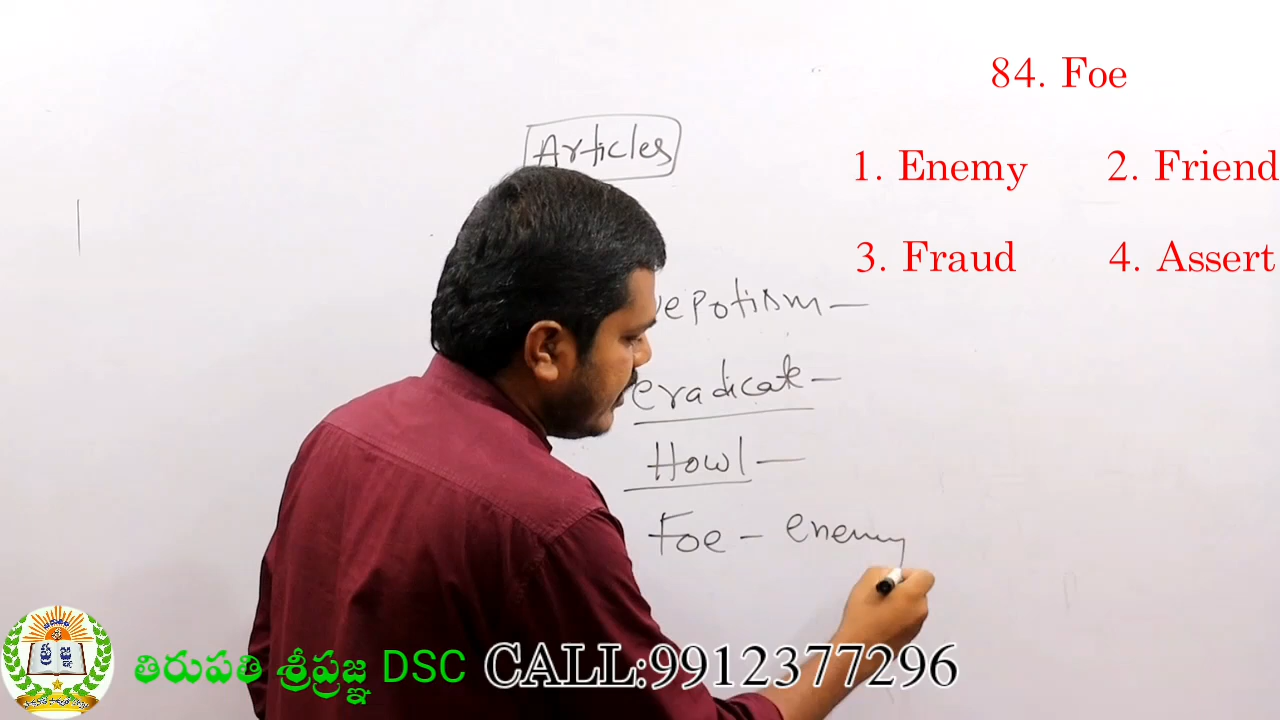 84. Foe
1. Enemy 2. Friend
3. Fraud 4. Assert
Articles
epotism —
eradicate —
Howl —
Foe - enemy
తిరుపతి శ్రీప్రజ్ఞ DSC CALL:9912377296